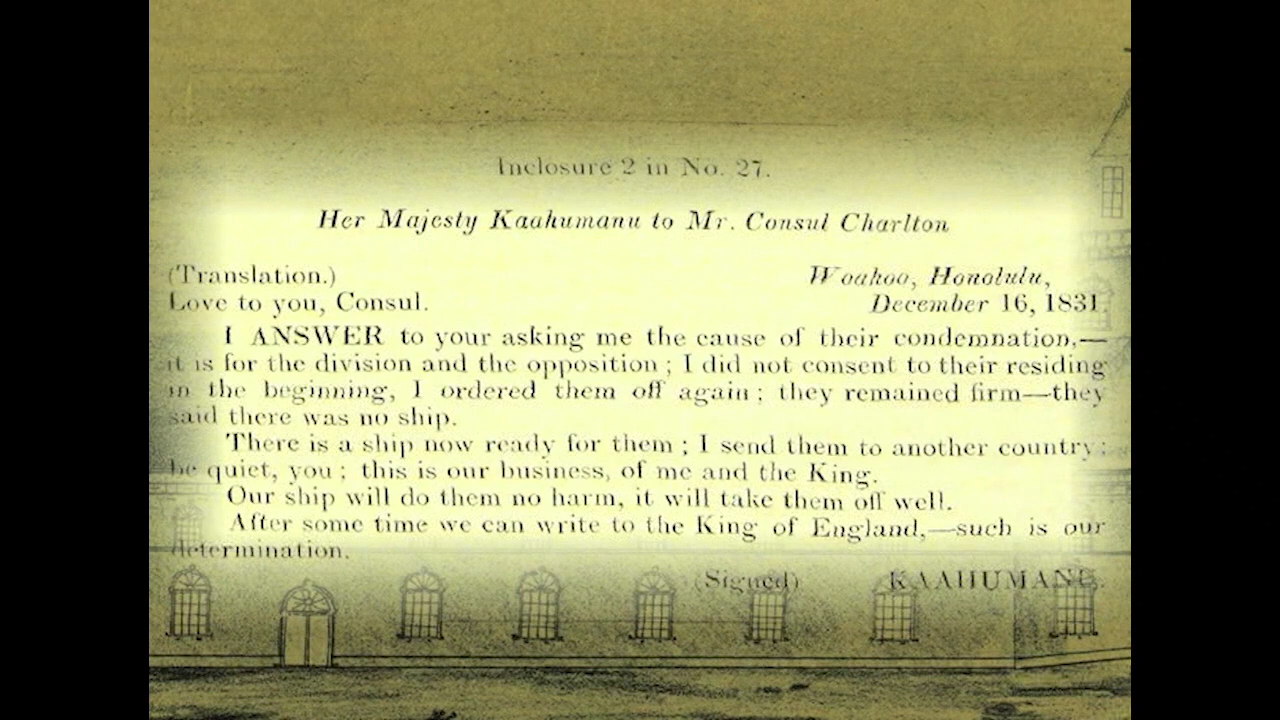 Inclosure 2 in No. 27.
Her Majesty Kaahumanu to Mr. Consul Charlton
(Translation.) Woahoo, Honolulu,
Love to you, Consul. December 16, 1831.
I ANSWER to your asking me the cause of their condemnation,—
it is for the division and the opposition ; I did not consent to their residing
in the beginning, I ordered them off again ; they remained firm—they
said there was no ship.
There is a ship now ready for them ; I send them to another country ;
be quiet, you ; this is our business, of me and the King.
Our ship will do them no harm, it will take them off well.
After some time we can write to the King of England,—such is our
determination.
(Signed) KAAHUMANU.